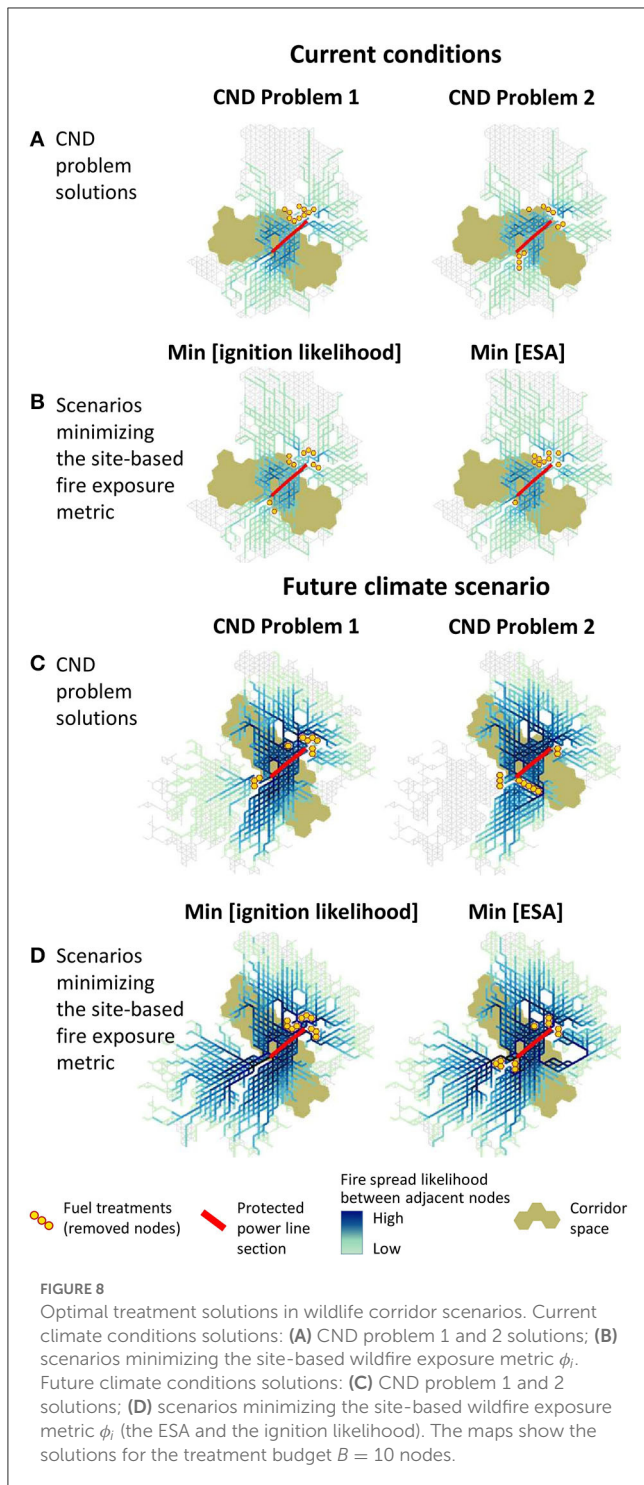 Current conditions
CND Problem 1 CND Problem 2
A CND
problem
solutions
Min [ignition likelihood] Min [ESA]
B Scenarios
minimizing
the site-based
fire exposure
metric
Future climate scenario
CND Problem 1 CND Problem 2
C CND
problem
solutions
Min [ignition likelihood] Min [ESA]
D Scenarios
minimizing
the site-based
fire exposure
metric
Fuel treatments
(removed nodes)
Protected
power line
section
Fire spread likelihood
between adjacent nodes
High
Low
Corridor
space
FIGURE 8
Optimal treatment solutions in wildlife corridor scenarios. Current
climate conditions solutions: (A) CND problem 1 and 2 solutions; (B)
scenarios minimizing the site-based wildfire exposure metric ϕi.
Future climate conditions solutions: (C) CND problem 1 and 2
solutions; (D) scenarios minimizing the site-based wildfire exposure
metric ϕi (the ESA and the ignition likelihood). The maps show the
solutions for the treatment budget B = 10 nodes.